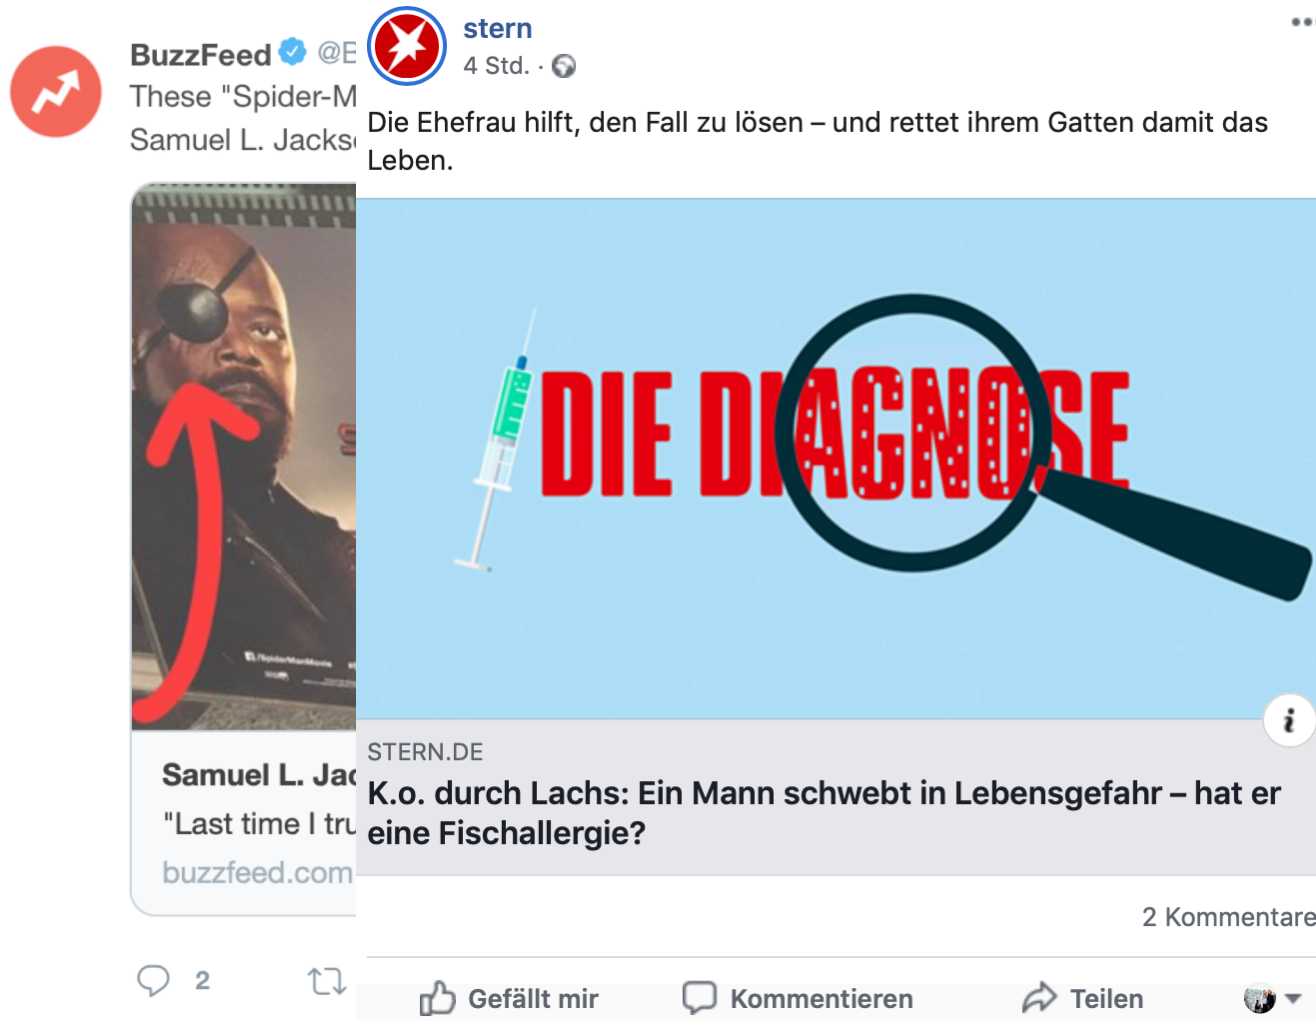 BuzzFeed @
These "Spider-M
Samuel L. Jacks
/SpiderManMovie
Samuel L. Jac
"Last time I tru
buzzfeed.com
2
stern
4 Std. ·
Die Ehefrau hilft, den Fall zu lösen – und rettet ihrem Gatten damit das
Leben.
DIE DIAGNOSE
STERN.DE
K.o. durch Lachs: Ein Mann schwebt in Lebensgefahr – hat er
eine Fischallergie?
2 Kommentare
Gefällt mir Kommentieren Teilen